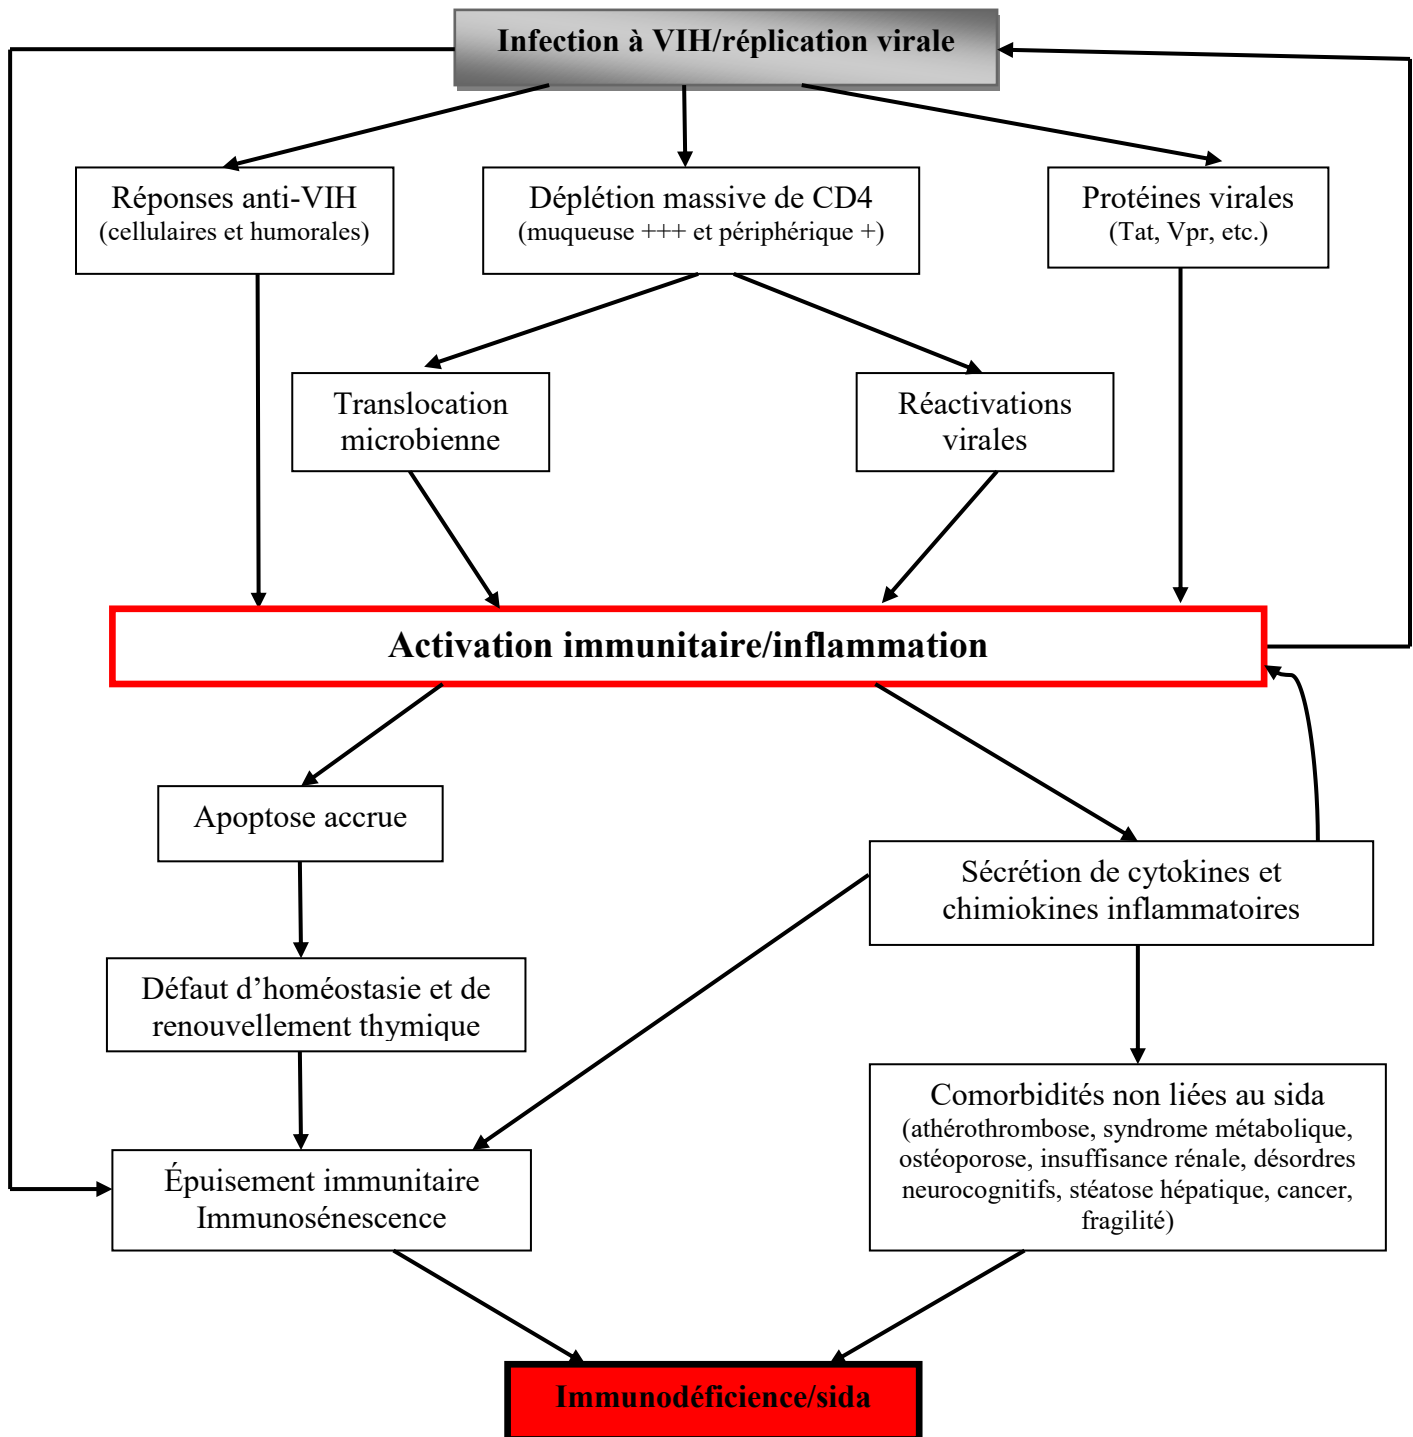 Infection à VIH/réplication virale
Réponses anti-VIH
(cellulaires et humorales)
Déplétion massive de CD4
(muqueuse +++ et périphérique +)
Protéines virales
(Tat, Vpr, etc.)
Translocation
microbienne
Réactivations
virales
Activation immunitaire/inflammation
Apoptose accrue
Sécrétion de cytokines et
chimiokines inflammatoires
Défaut d’homéostasie et de
renouvellement thymique
Comorbidités non liées au sida
(athérothrombose, syndrome métabolique,
ostéoporose, insuffisance rénale, désordres
neurocognitifs, stéatose hépatique, cancer,
fragilité)
Épuisement immunitaire
Immunosénescence
Immunodéficience/sida